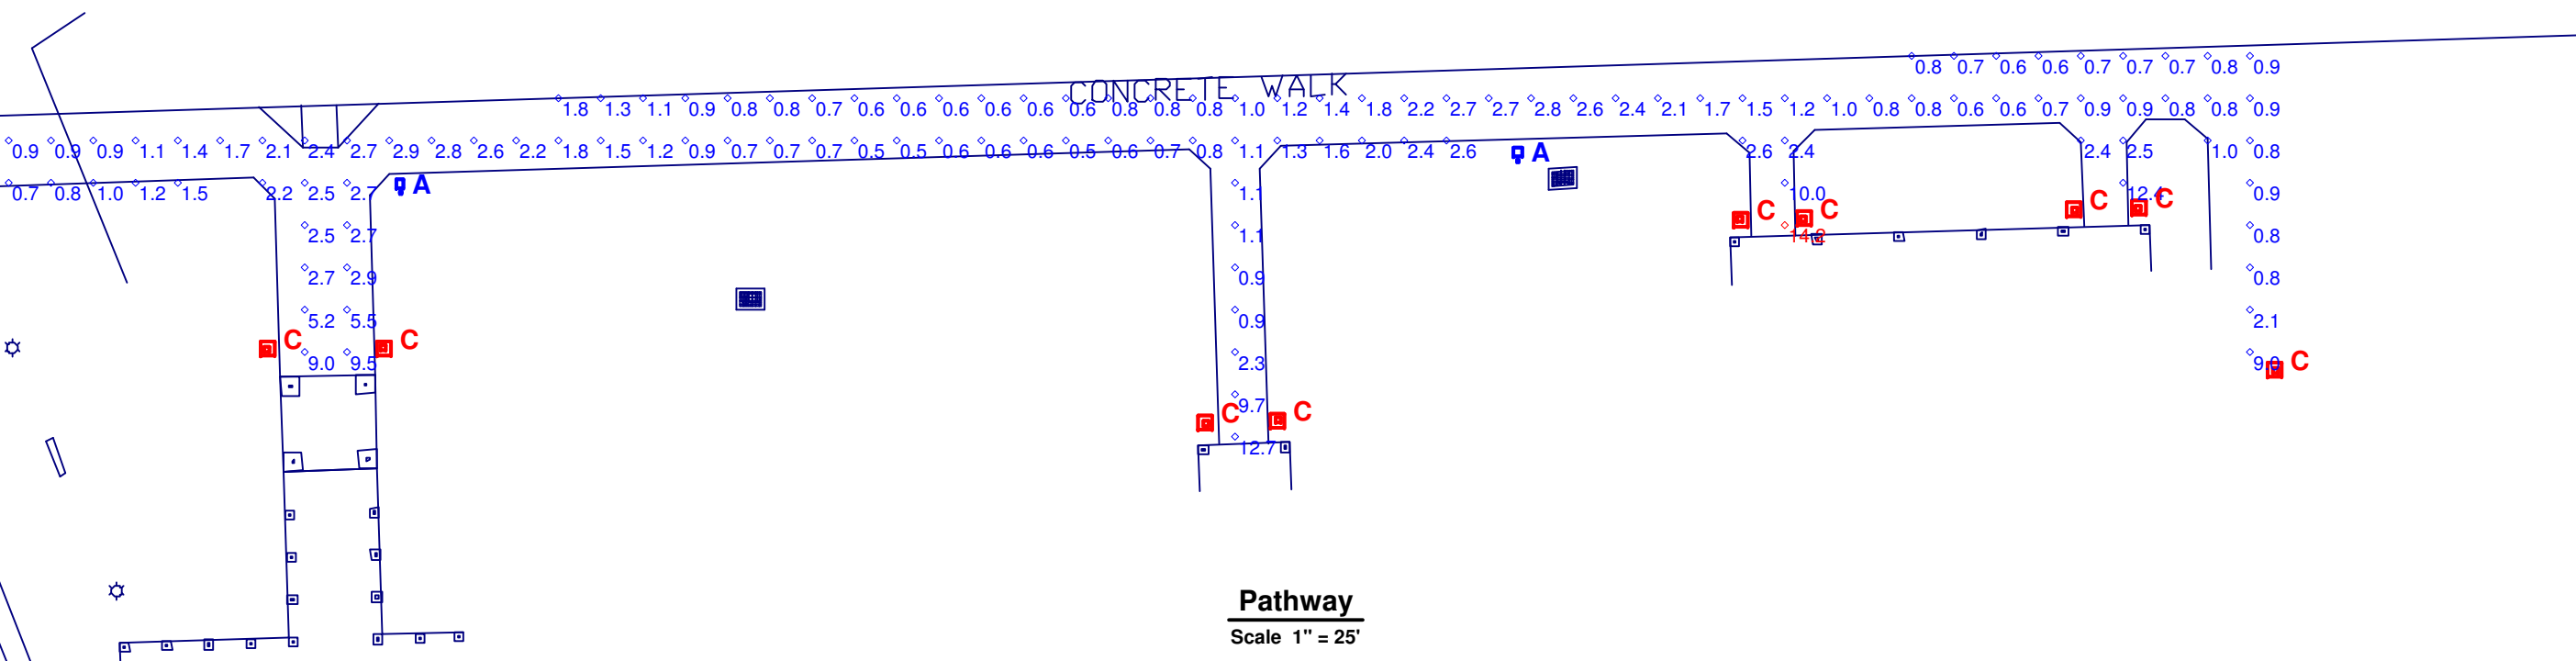 0.8 0.7 0.6 0.6 0.7 0.7 0.7 0.8 0.9
CONCRETE WALK
1.8 1.3 1.1 0.9 0.8 0.8 0.7 0.6 0.6 0.6 0.6 0.6 0.6 0.8 0.8 0.8 1.0 1.2 1.4 1.8 2.2 2.7 2.7 2.8 2.6 2.4 2.1 1.7 1.5 1.2 1.0 0.8 0.8 0.6 0.6 0.7 0.9 0.9 0.8 0.8 0.9
0.9 0.9 0.9 1.1 1.4 1.7 2.1 2.4 2.7 2.9 2.8 2.6 2.2 1.8 1.5 1.2 0.9 0.7 0.7 0.7 0.5 0.5 0.6 0.6 0.6 0.5 0.6 0.7 0.8 1.1 1.3 1.6 2.0 2.4 2.6 A 2.6 2.4 2.4 2.5 1.0 0.8
0.7 0.8 1.0 1.2 1.5 2.2 2.5 2.7 A 1.1 10.0 12.4 0.9
C C C C
2.5 2.7 1.1 14.2 0.8
2.7 2.9 0.9 0.8
5.2 5.5 0.9 2.1
C C
9.0 9.5 2.3 9.0 C
9.7
C C
12.7
Pathway
Scale 1" = 25'